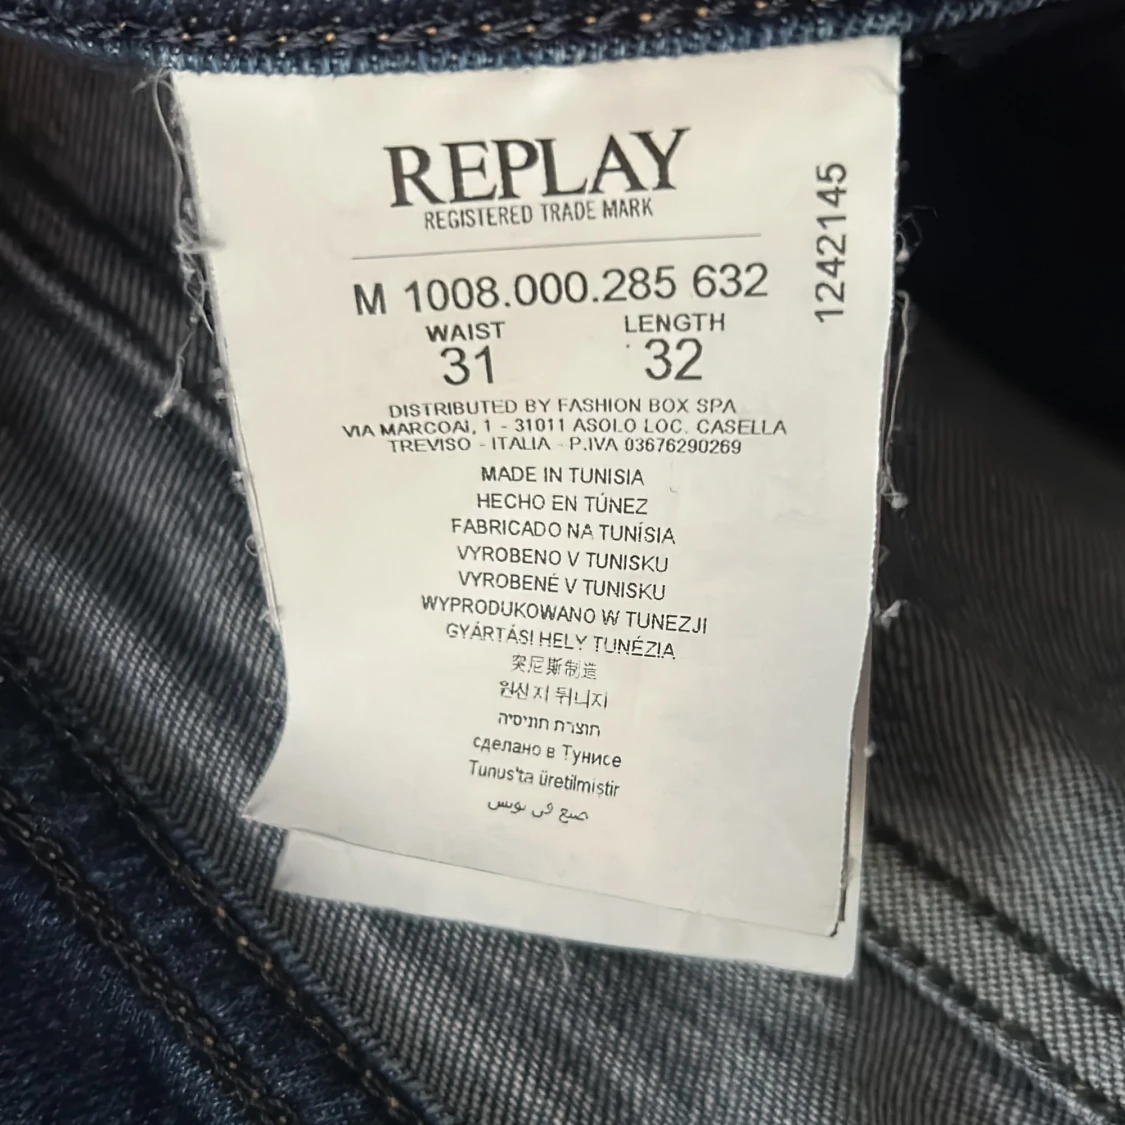 REPLAY
REGISTERED TRADE MARK
M 1008.000.285 632
WAIST LENGTH
31 32
1242145
DISTRIBUTED BY FASHION BOX SPA
VIA MARCOAI, 1 - 31011 ASOLO LOC. CASELLA
TREVISO - ITALIA - P.IVA 03676290269
MADE IN TUNISIA
HECHO EN TÚNEZ
FABRICADO NA TUNÍSIA
VYROBENO V TUNISKU
VYROBENÉ V TUNISKU
WYPRODUKOWANO W TUNEZJI
GYÁRTÁSI HELY TUNÉZIA
突尼斯制造
원산지 튀니지
תוצרת תוניסיה
сделано в Тунисе
Tunus'ta üretilmiştir
صنع في تونس